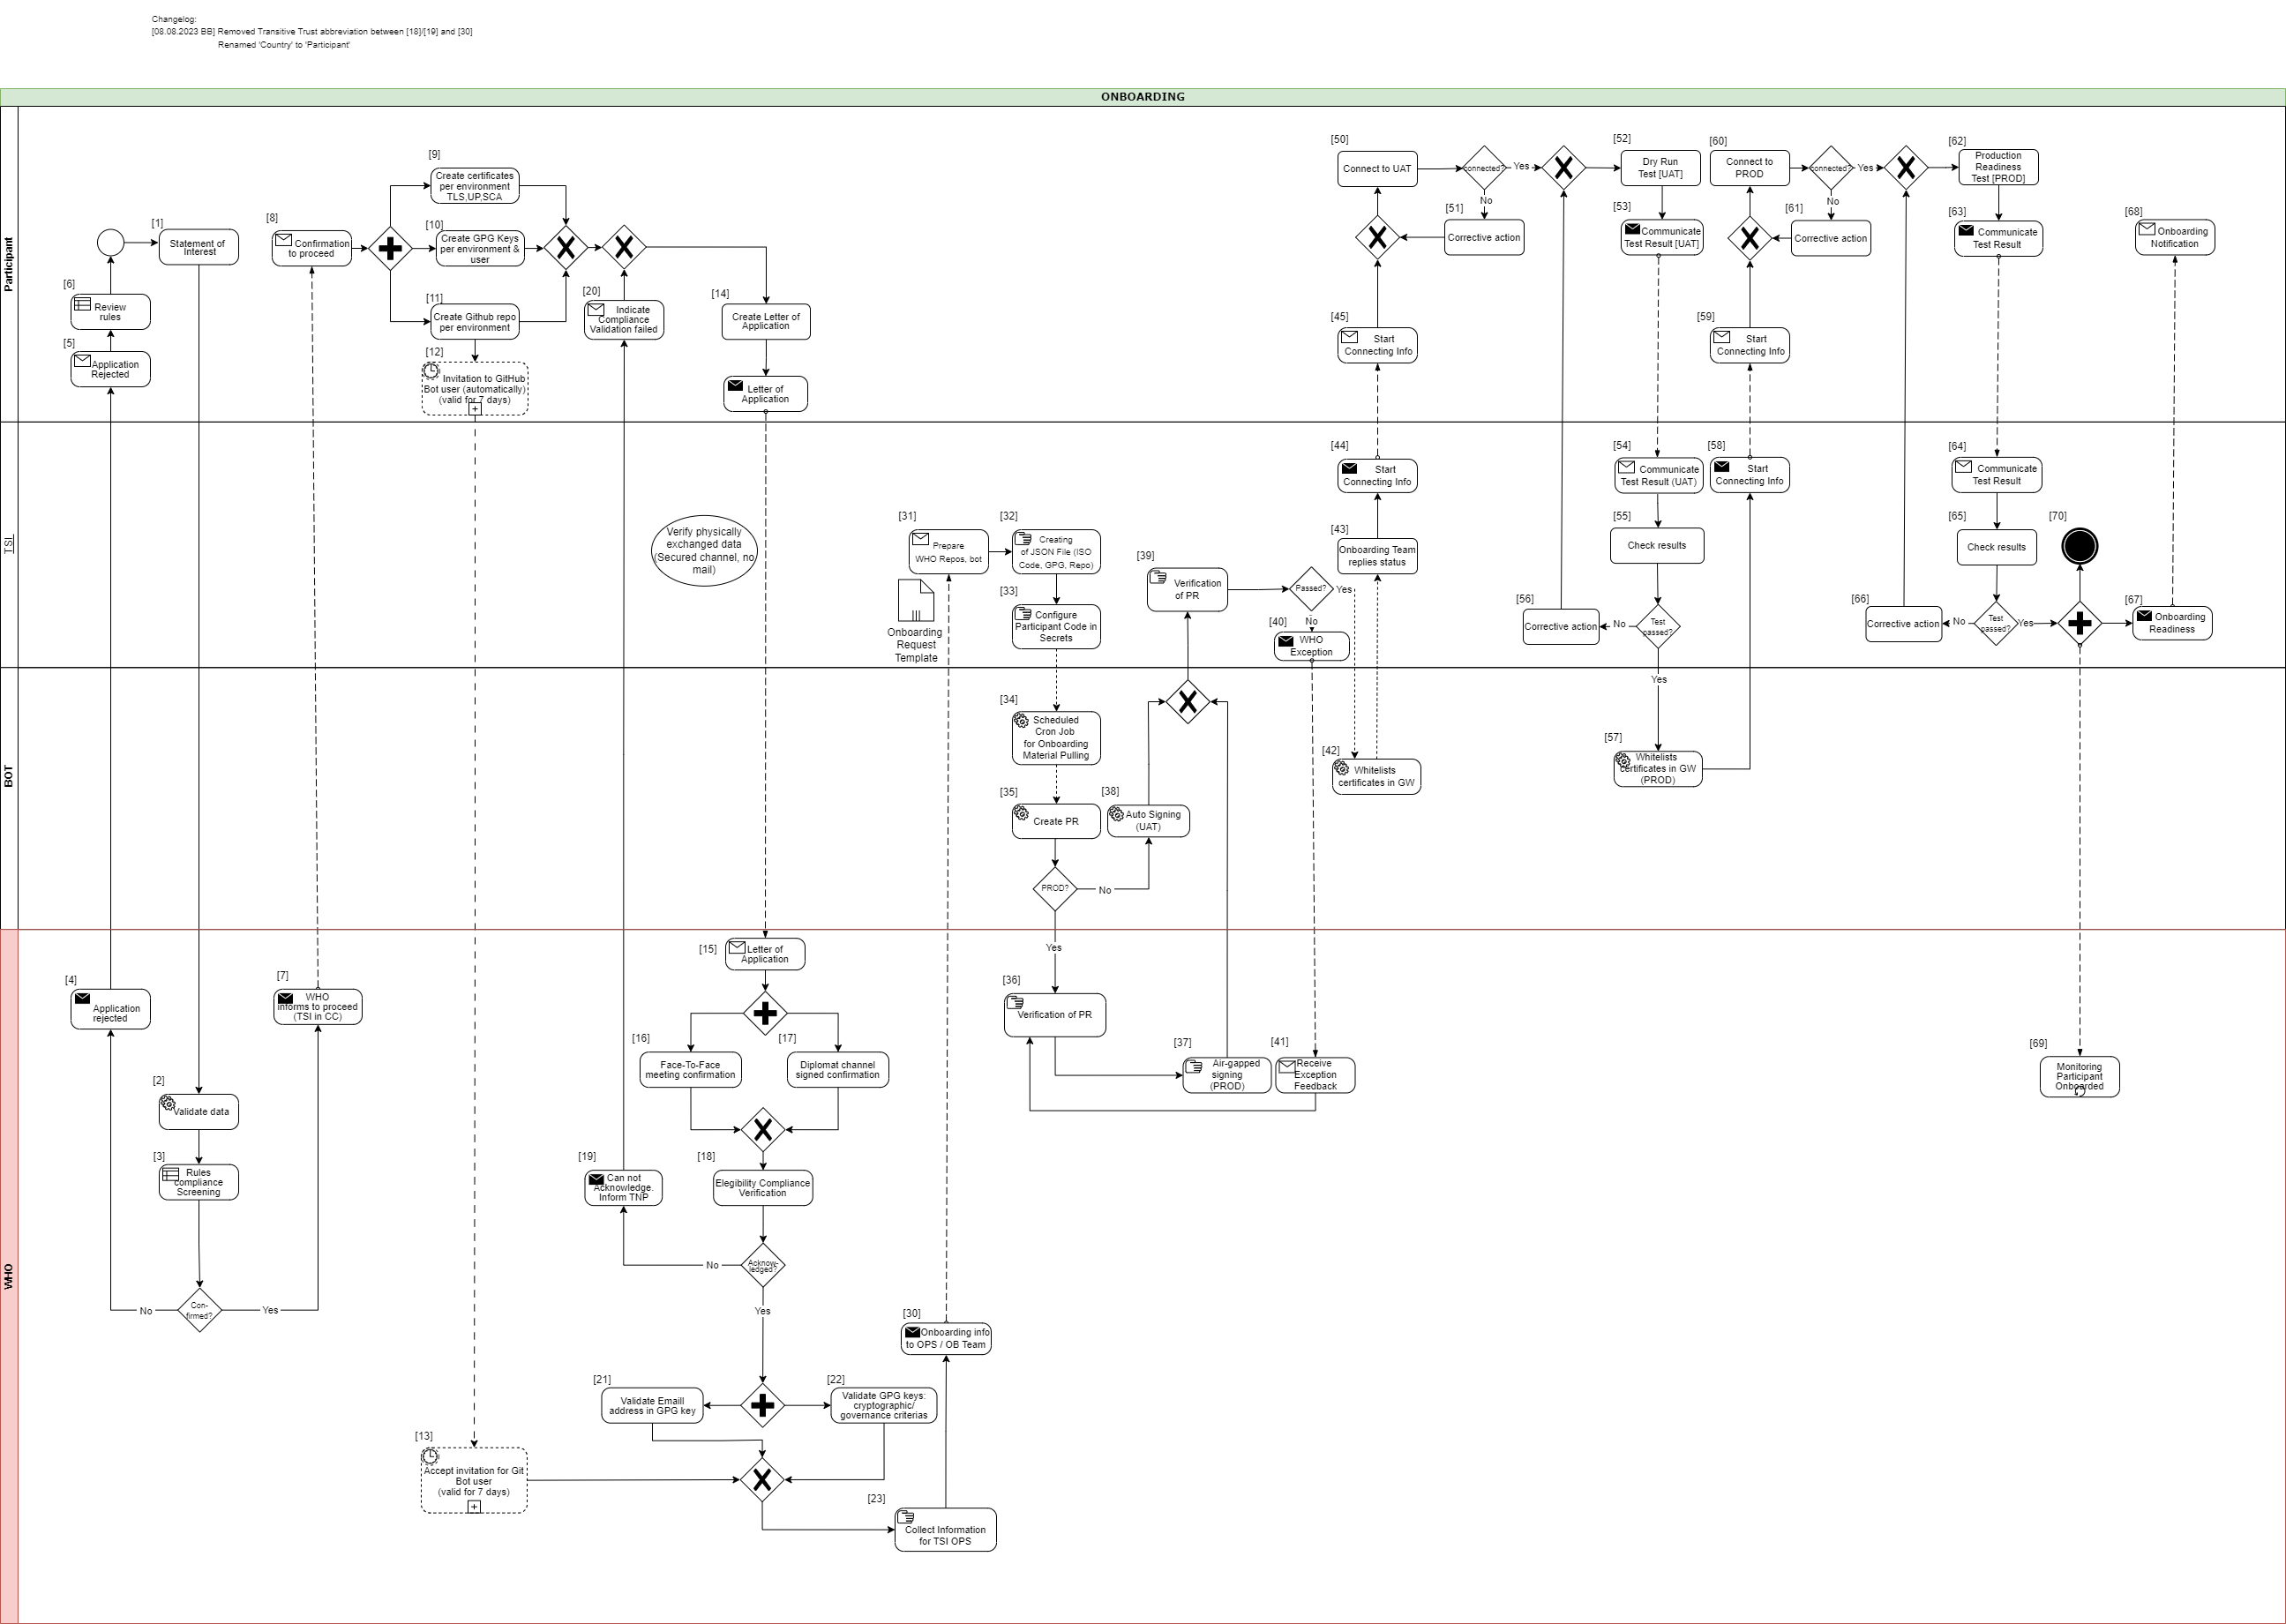 Changelog:
[08.08.2023 BB] Removed Transitive Trust abbreviation between [18]/[19] and [30]
Renamed 'Country' to 'Participant'
ONBOARDING
Participant
[1]
Statement of
Interest
[6]
Review
rules
[5]
Application
Rejected
[8]
Confirmation
to proceed
[9]
Create certificates
per environment
TLS,UP,SCA
[10]
Create GPG Keys
per environment &
user
[11]
Create Github repo
per environment
[12]
Invitation to GitHub
Bot user (automatically)
(valid for 7 days)
[20]
Indicate
Compliance
Validation failed
[14]
Create Letter of
Application
Letter of
Application
[50]
Connect to UAT
connected?
Yes
No
[51]
Corrective action
[45]
Start
Connecting Info
[52]
Dry Run
Test [UAT]
[53]
Communicate
Test Result [UAT]
[60]
Connect to
PROD
connected?
Yes
No
[61]
Corrective action
[59]
Start
Connecting Info
[62]
Production
Readiness
Test [PROD]
[63]
Communicate
Test Result
[68]
Onboarding
Notification
TSI
Verify physically
exchanged data
(Secured channel, no
mail)
[31]
Prepare
WHO Repos, bot
Onboarding
Request
Template
[32]
Creating
of JSON File (ISO
Code, GPG, Repo)
[33]
Configure
Participant Code in
Secrets
[39]
Verification
of PR
Passed?
Yes
No
[40]
WHO
Exception
[44]
Start
Connecting Info
[43]
Onboarding Team
replies status
[54]
Communicate
Test Result (UAT)
[55]
Check results
[56]
Corrective action
No
Test
passed?
Yes
[58]
Start
Connecting Info
[64]
Communicate
Test Result
[65]
Check results
[66]
Corrective action
No
Test
passed?
Yes
[70]
[67]
Onboarding
Readiness
BOT
[34]
Scheduled
Cron Job
for Onboarding
Material Pulling
[35]
Create PR
PROD?
No
Yes
[38]
Auto Signing
(UAT)
[42]
Whitelists
certificates in GW
[57]
Whitelists
certificates in GW
(PROD)
WHO
[4]
Application
rejected
[7]
WHO
informs to proceed
(TSI in CC)
[2]
Validate data
[3]
Rules
compliance
Screening
Con-
firmed?
No
Yes
[15]
Letter of
Application
[16]
Face-To-Face
meeting confirmation
[17]
Diplomat channel
signed confirmation
[19]
Can not
Acknowledge.
Inform TNP
[18]
Elegibility Compliance
Verification
Acknow-
ledged?
No
Yes
[21]
Validate Emaill
address in GPG key
[22]
Validate GPG keys:
cryptographic/
governance criterias
[13]
Accept invitation for Git
Bot user
(valid for 7 days)
[23]
Collect Information
for TSI OPS
[30]
Onboarding info
to OPS / OB Team
[36]
Verification of PR
[37]
Air-gapped
signing
(PROD)
[41]
Receive
Exception
Feedback
[69]
Monitoring
Participant
Onboarded